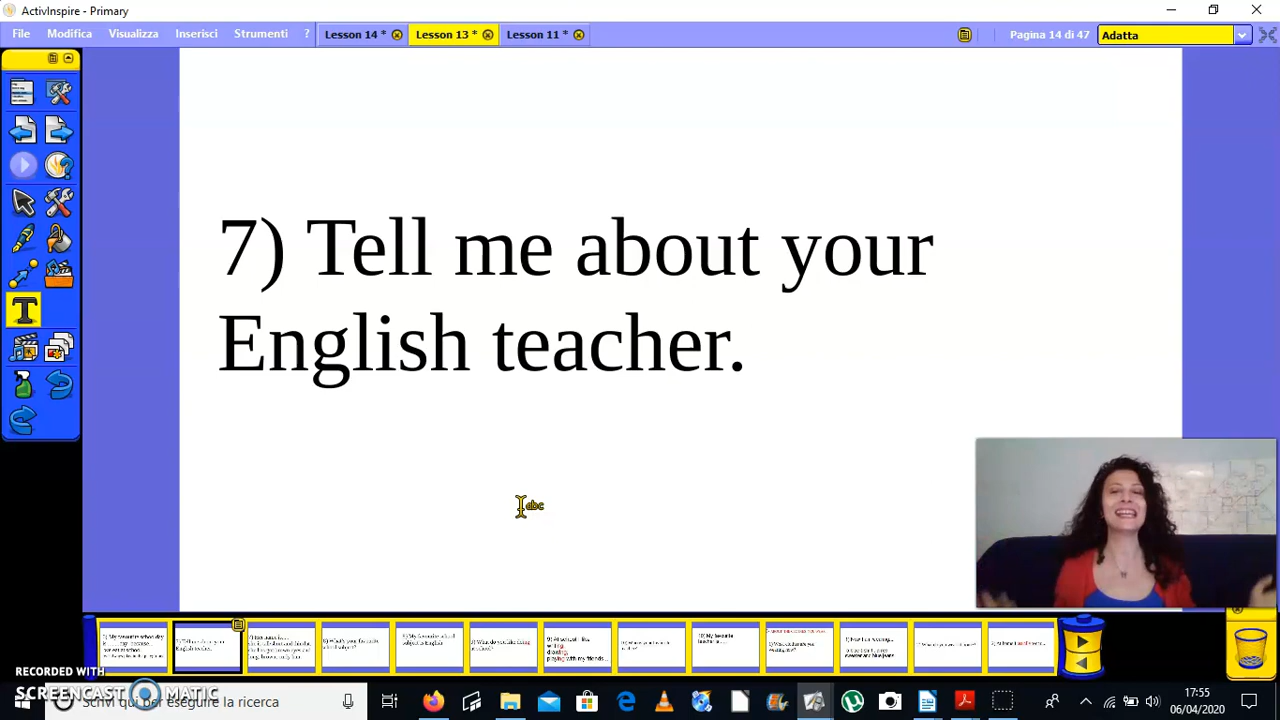 ActivInspire - Primary
File Modifica Visualizza Inserisci Strumenti ? Lesson 14 * Lesson 13 * Lesson 11 * Pagina 14 di 47 Adatta
7) Tell me about your
English teacher.
abc
RECORDED WITH
SCREENCAST MATIC
Scrivi qui per eseguire la ricerca
17:55
06/04/2020